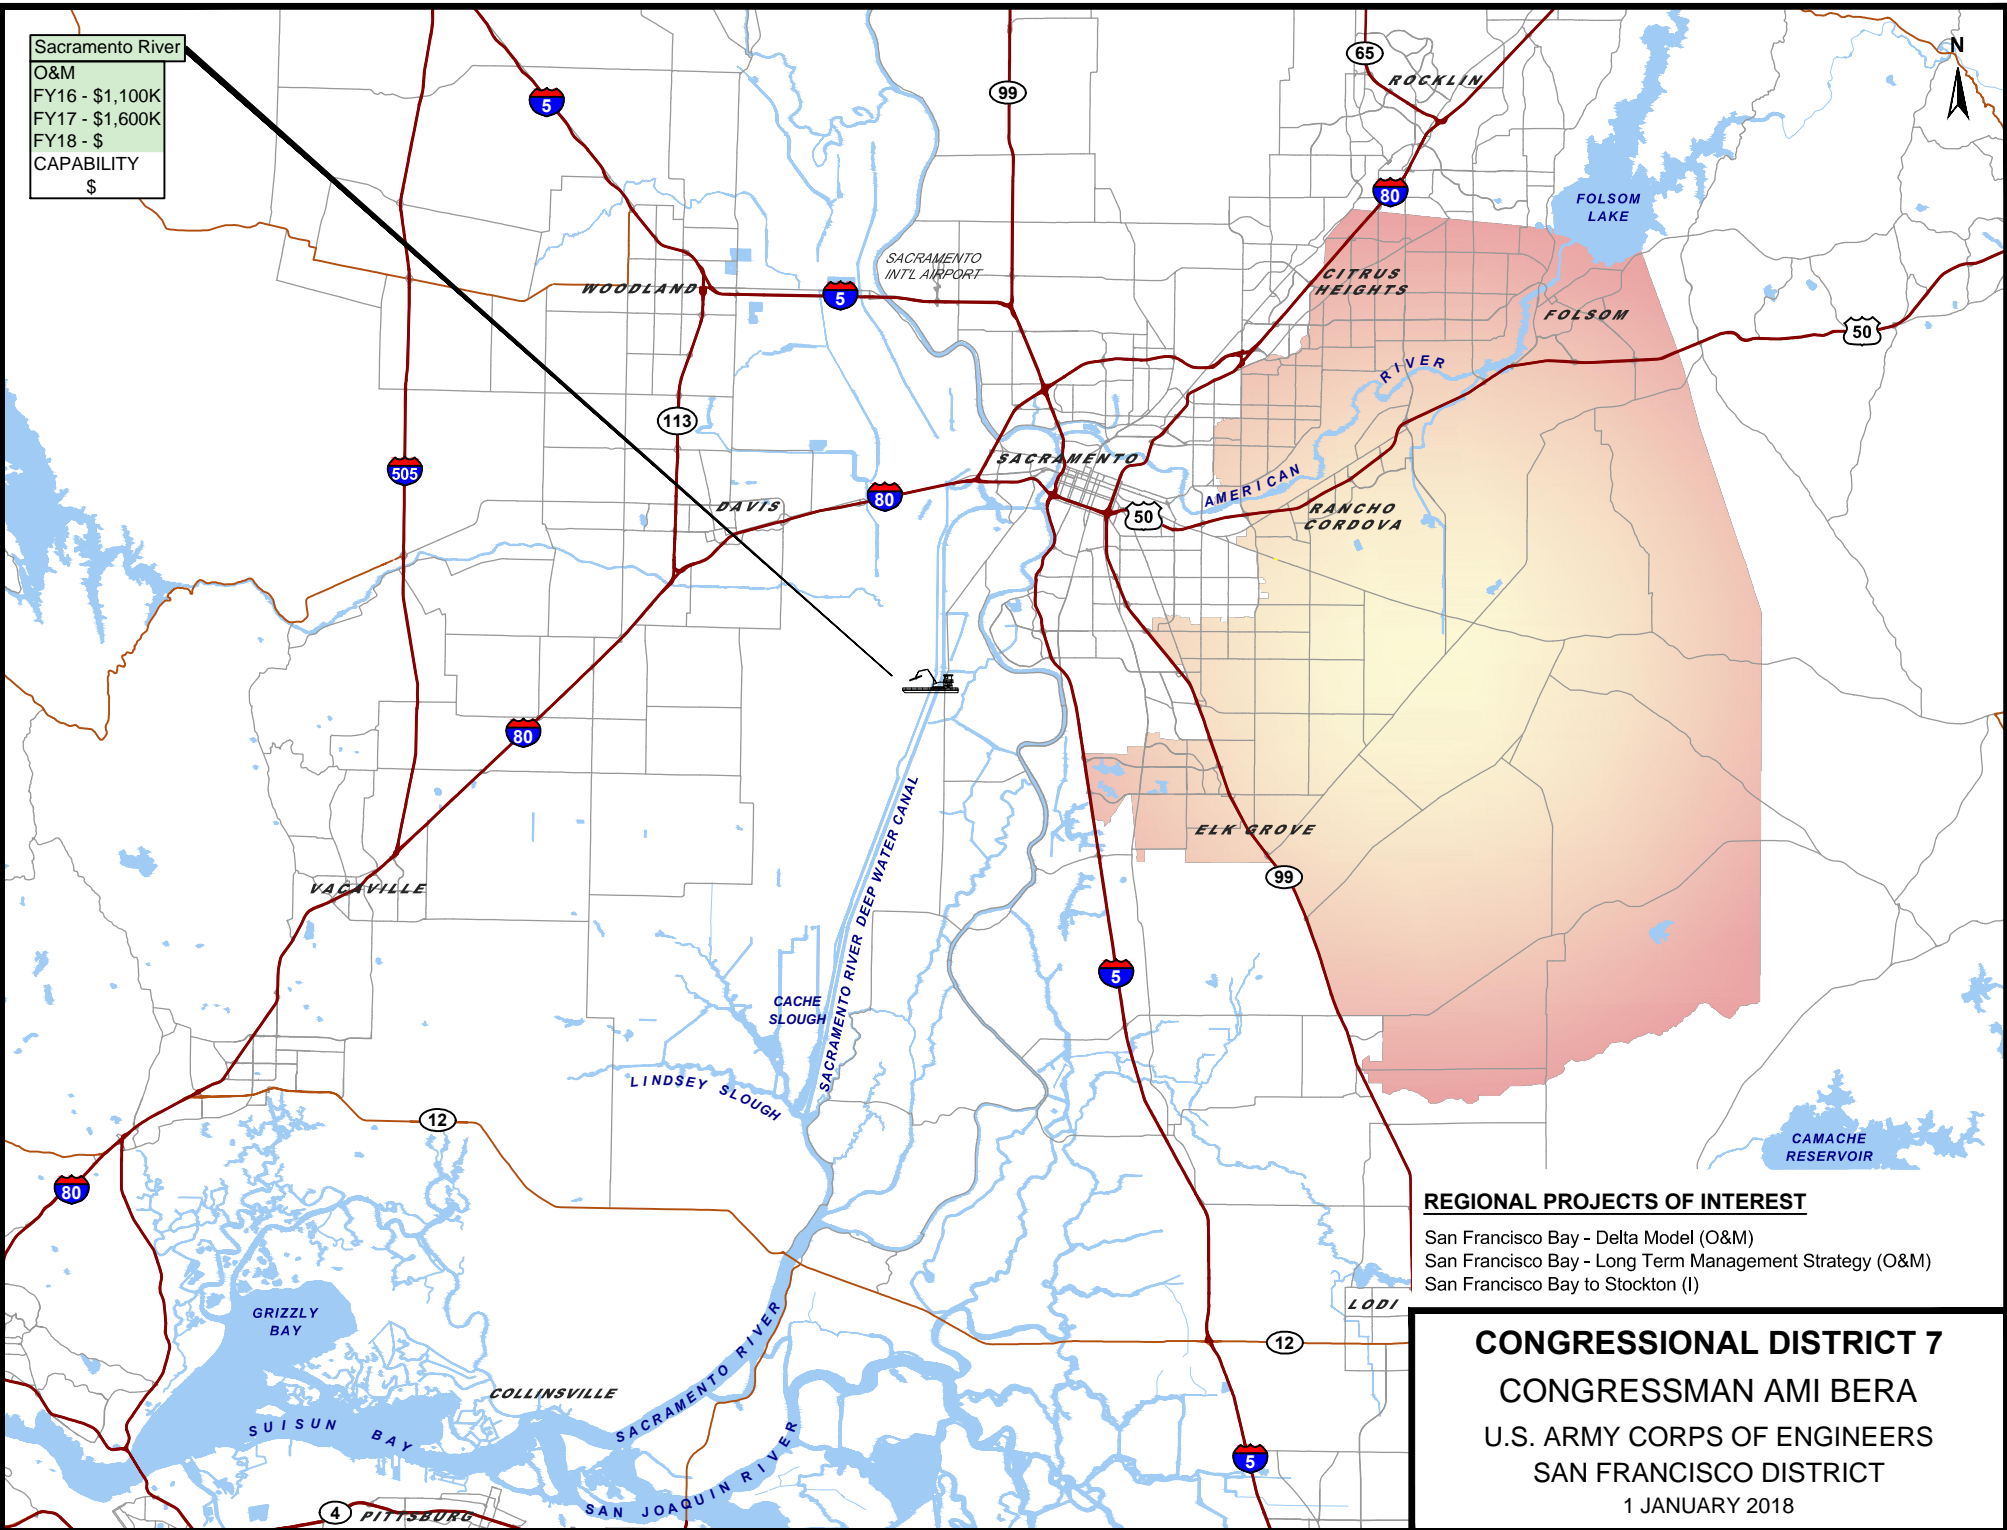 Sacramento River
O&M
FY16 - $1,100K
FY17 - $1,600K
FY18 - $
CAPABILITY
$
N
65
ROCKLIN
99
5
80
FOLSOM
LAKE
SACRAMENTO
INT'L AIRPORT
CITRUS
HEIGHTS
WOODLAND
5
FOLSOM
50
RIVER
113
SACRAMENTO
505
AMERICAN
80
DAVIS
50
RANCHO
CORDOVA
80
SACRAMENTO RIVER DEEP WATER CANAL
ELK GROVE
99
VACAVILLE
5
CACHE
SLOUGH
LINDSEY SLOUGH
12
CAMACHE
RESERVOIR
80
REGIONAL PROJECTS OF INTEREST
San Francisco Bay - Delta Model (O&M)
San Francisco Bay - Long Term Management Strategy (O&M)
San Francisco Bay to Stockton (I)
GRIZZLY
BAY
LODI
12
COLLINSVILLE
SACRAMENTO RIVER
SUISUN BAY
SAN JOAQUIN RIVER
5
4
PITTSBURG
CONGRESSIONAL DISTRICT 7
CONGRESSMAN AMI BERA
U.S. ARMY CORPS OF ENGINEERS
SAN FRANCISCO DISTRICT
1 JANUARY 2018